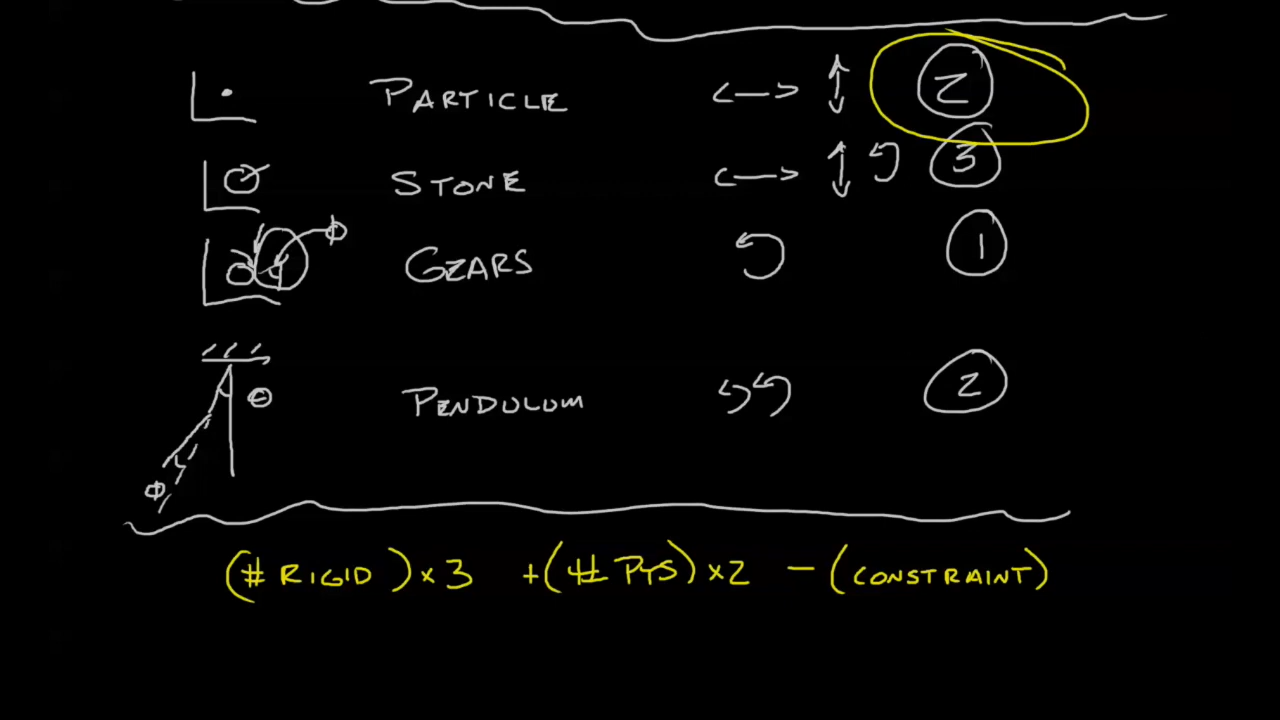 PARTICLE 2
STONE 3
Φ GEARS 1
Θ PENDULUM 2
Φ
(# RIGID) × 3 + (# PTS) × 2 − (CONSTRAINT)